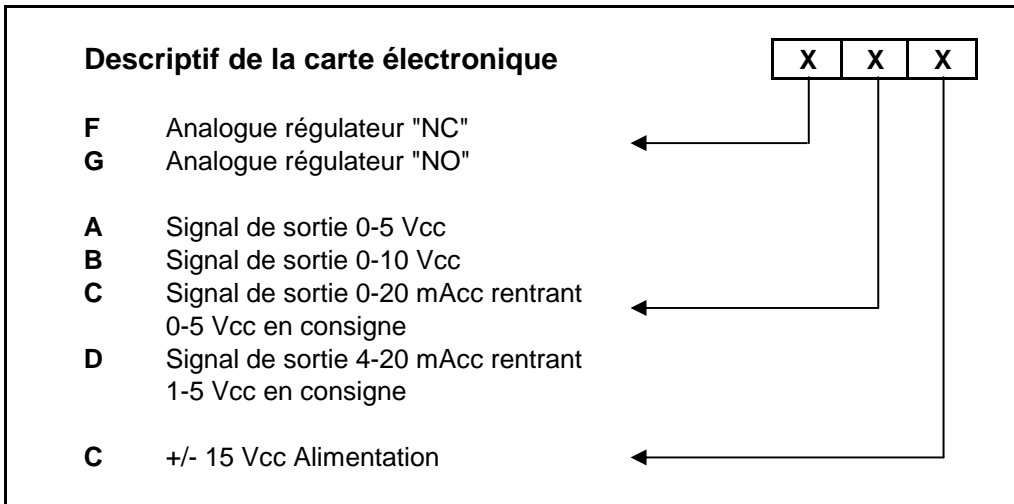 Descriptif de la carte électronique X X X
F Analogue régulateur "NC"
G Analogue régulateur "NO"
A Signal de sortie 0-5 Vcc
B Signal de sortie 0-10 Vcc
C Signal de sortie 0-20 mAcc rentrant
0-5 Vcc en consigne
D Signal de sortie 4-20 mAcc rentrant
1-5 Vcc en consigne
C +/- 15 Vcc Alimentation